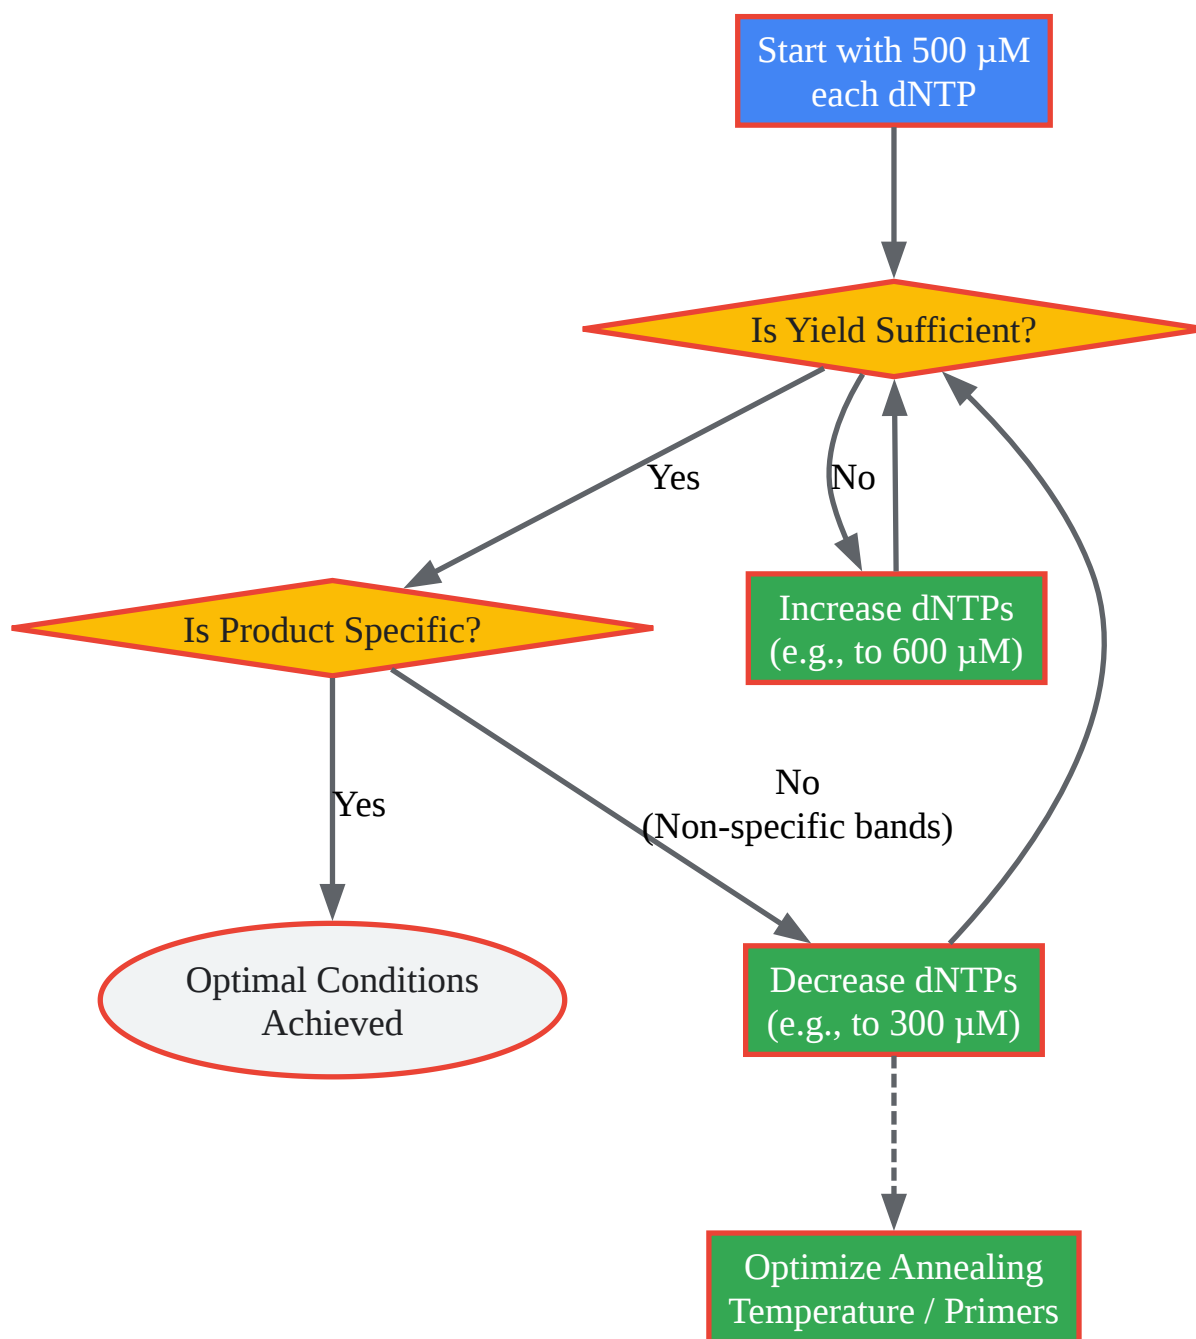 Start with 500 µM
each dNTP
Is Yield Sufficient?
Yes
No
Increase dNTPs
(e.g., to 600 µM)
Is Product Specific?
No
(Non-specific bands)
Yes
Optimal Conditions
Achieved
Decrease dNTPs
(e.g., to 300 µM)
Optimize Annealing
Temperature / Primers